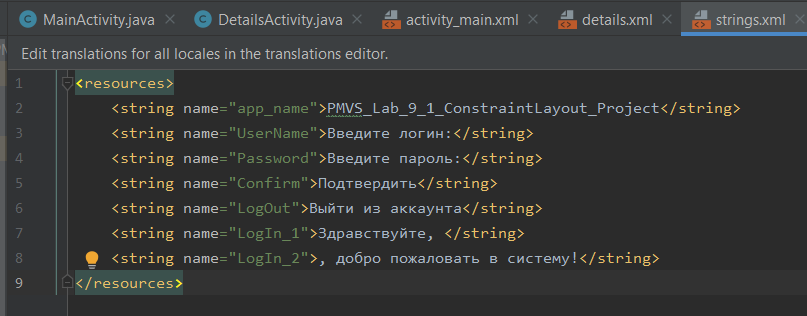 MainActivity.java × DetailsActivity.java × activity_main.xml × details.xml × strings.xml ×
Edit translations for all locales in the translations editor.
1 <resources>
2 <string name="app_name">PMVS_Lab_9_1_ConstraintLayout_Project</string>
3 <string name="UserName">Введите логин:</string>
4 <string name="Password">Введите пароль:</string>
5 <string name="Confirm">Подтвердить</string>
6 <string name="LogOut">Выйти из аккаунта</string>
7 <string name="LogIn_1">Здравствуйте, </string>
8 <string name="LogIn_2">, добро пожаловать в систему!</string>
9 </resources>